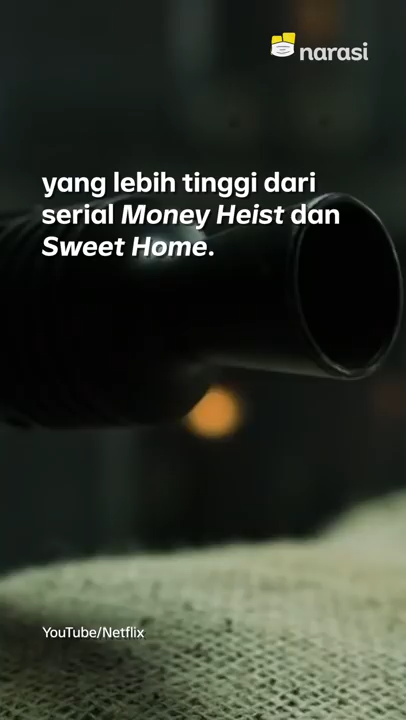 narasi
yang lebih tinggi dari
serial Money Heist dan
Sweet Home.
YouTube/Netflix